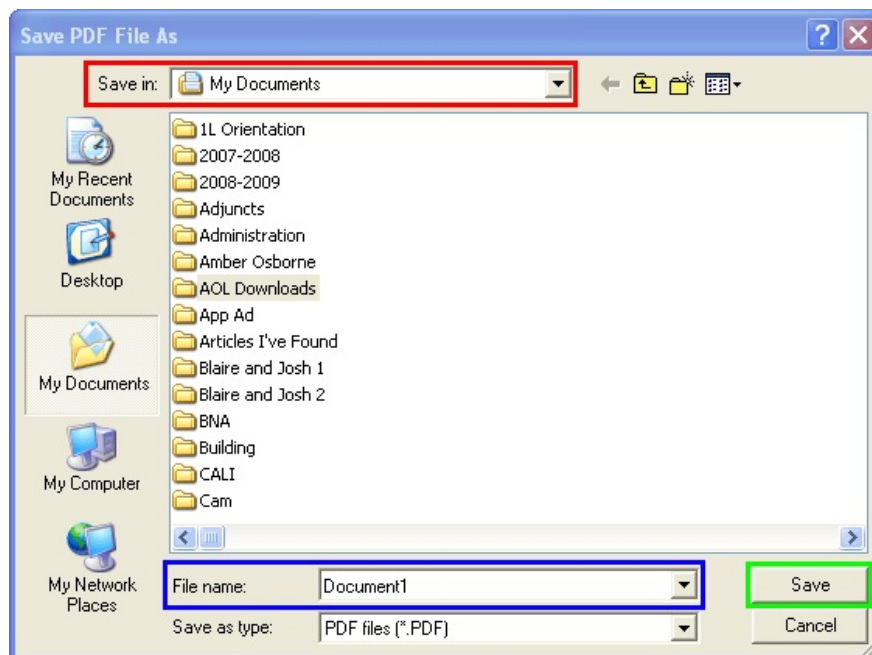 Save PDF File As
Save in: My Documents
My Recent
Documents
Desktop
My Documents
My Computer
My Network
Places
1L Orientation
2007-2008
2008-2009
Adjuncts
Administration
Amber Osborne
AOL Downloads
App Ad
Articles I've Found
Blaire and Josh 1
Blaire and Josh 2
BNA
Building
CALI
Cam
File name: Document1 Save
Save as type: PDF files (*.PDF) Cancel